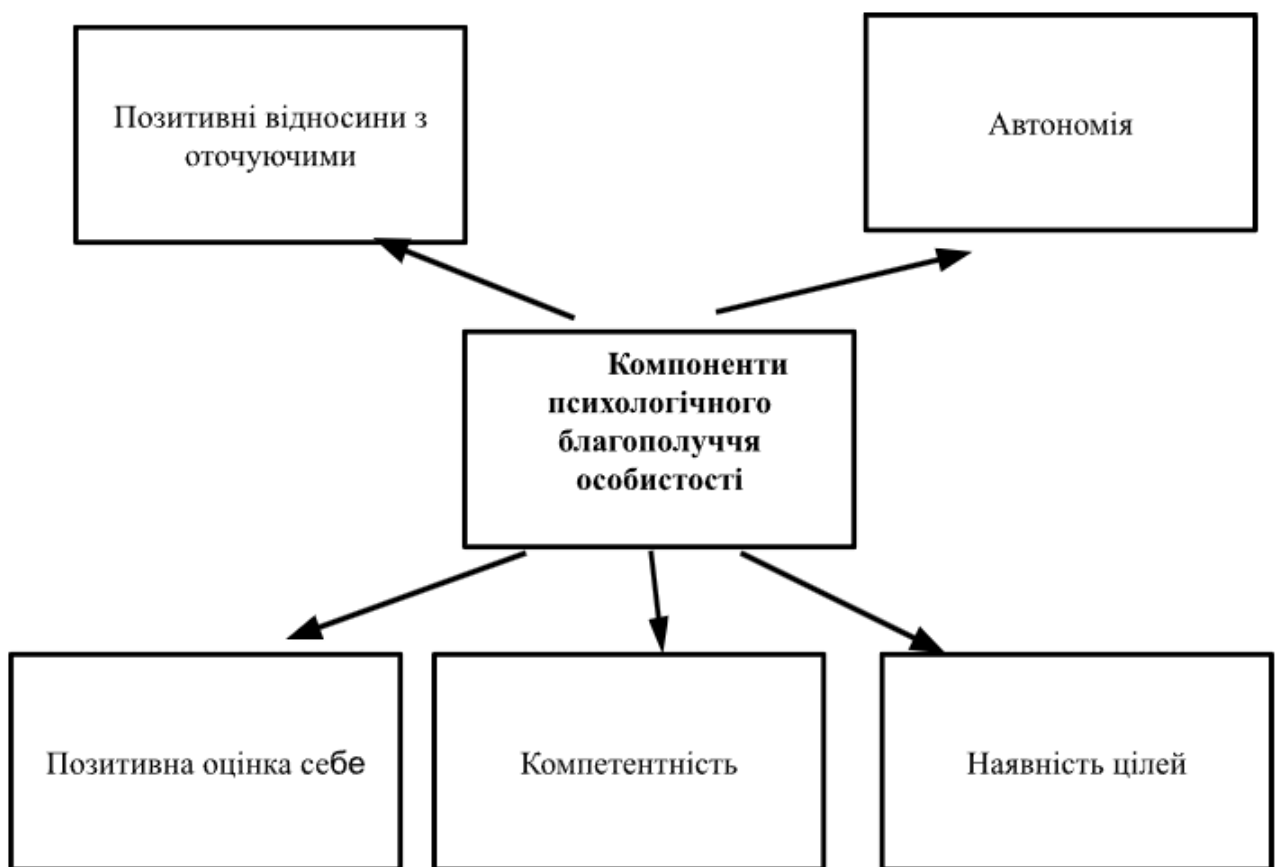 Позитивні відносини з
оточуючими
Автономія
Компоненти
психологічного
благополуччя
особистості
Позитивна оцінка себе
Компетентність
Наявність цілей